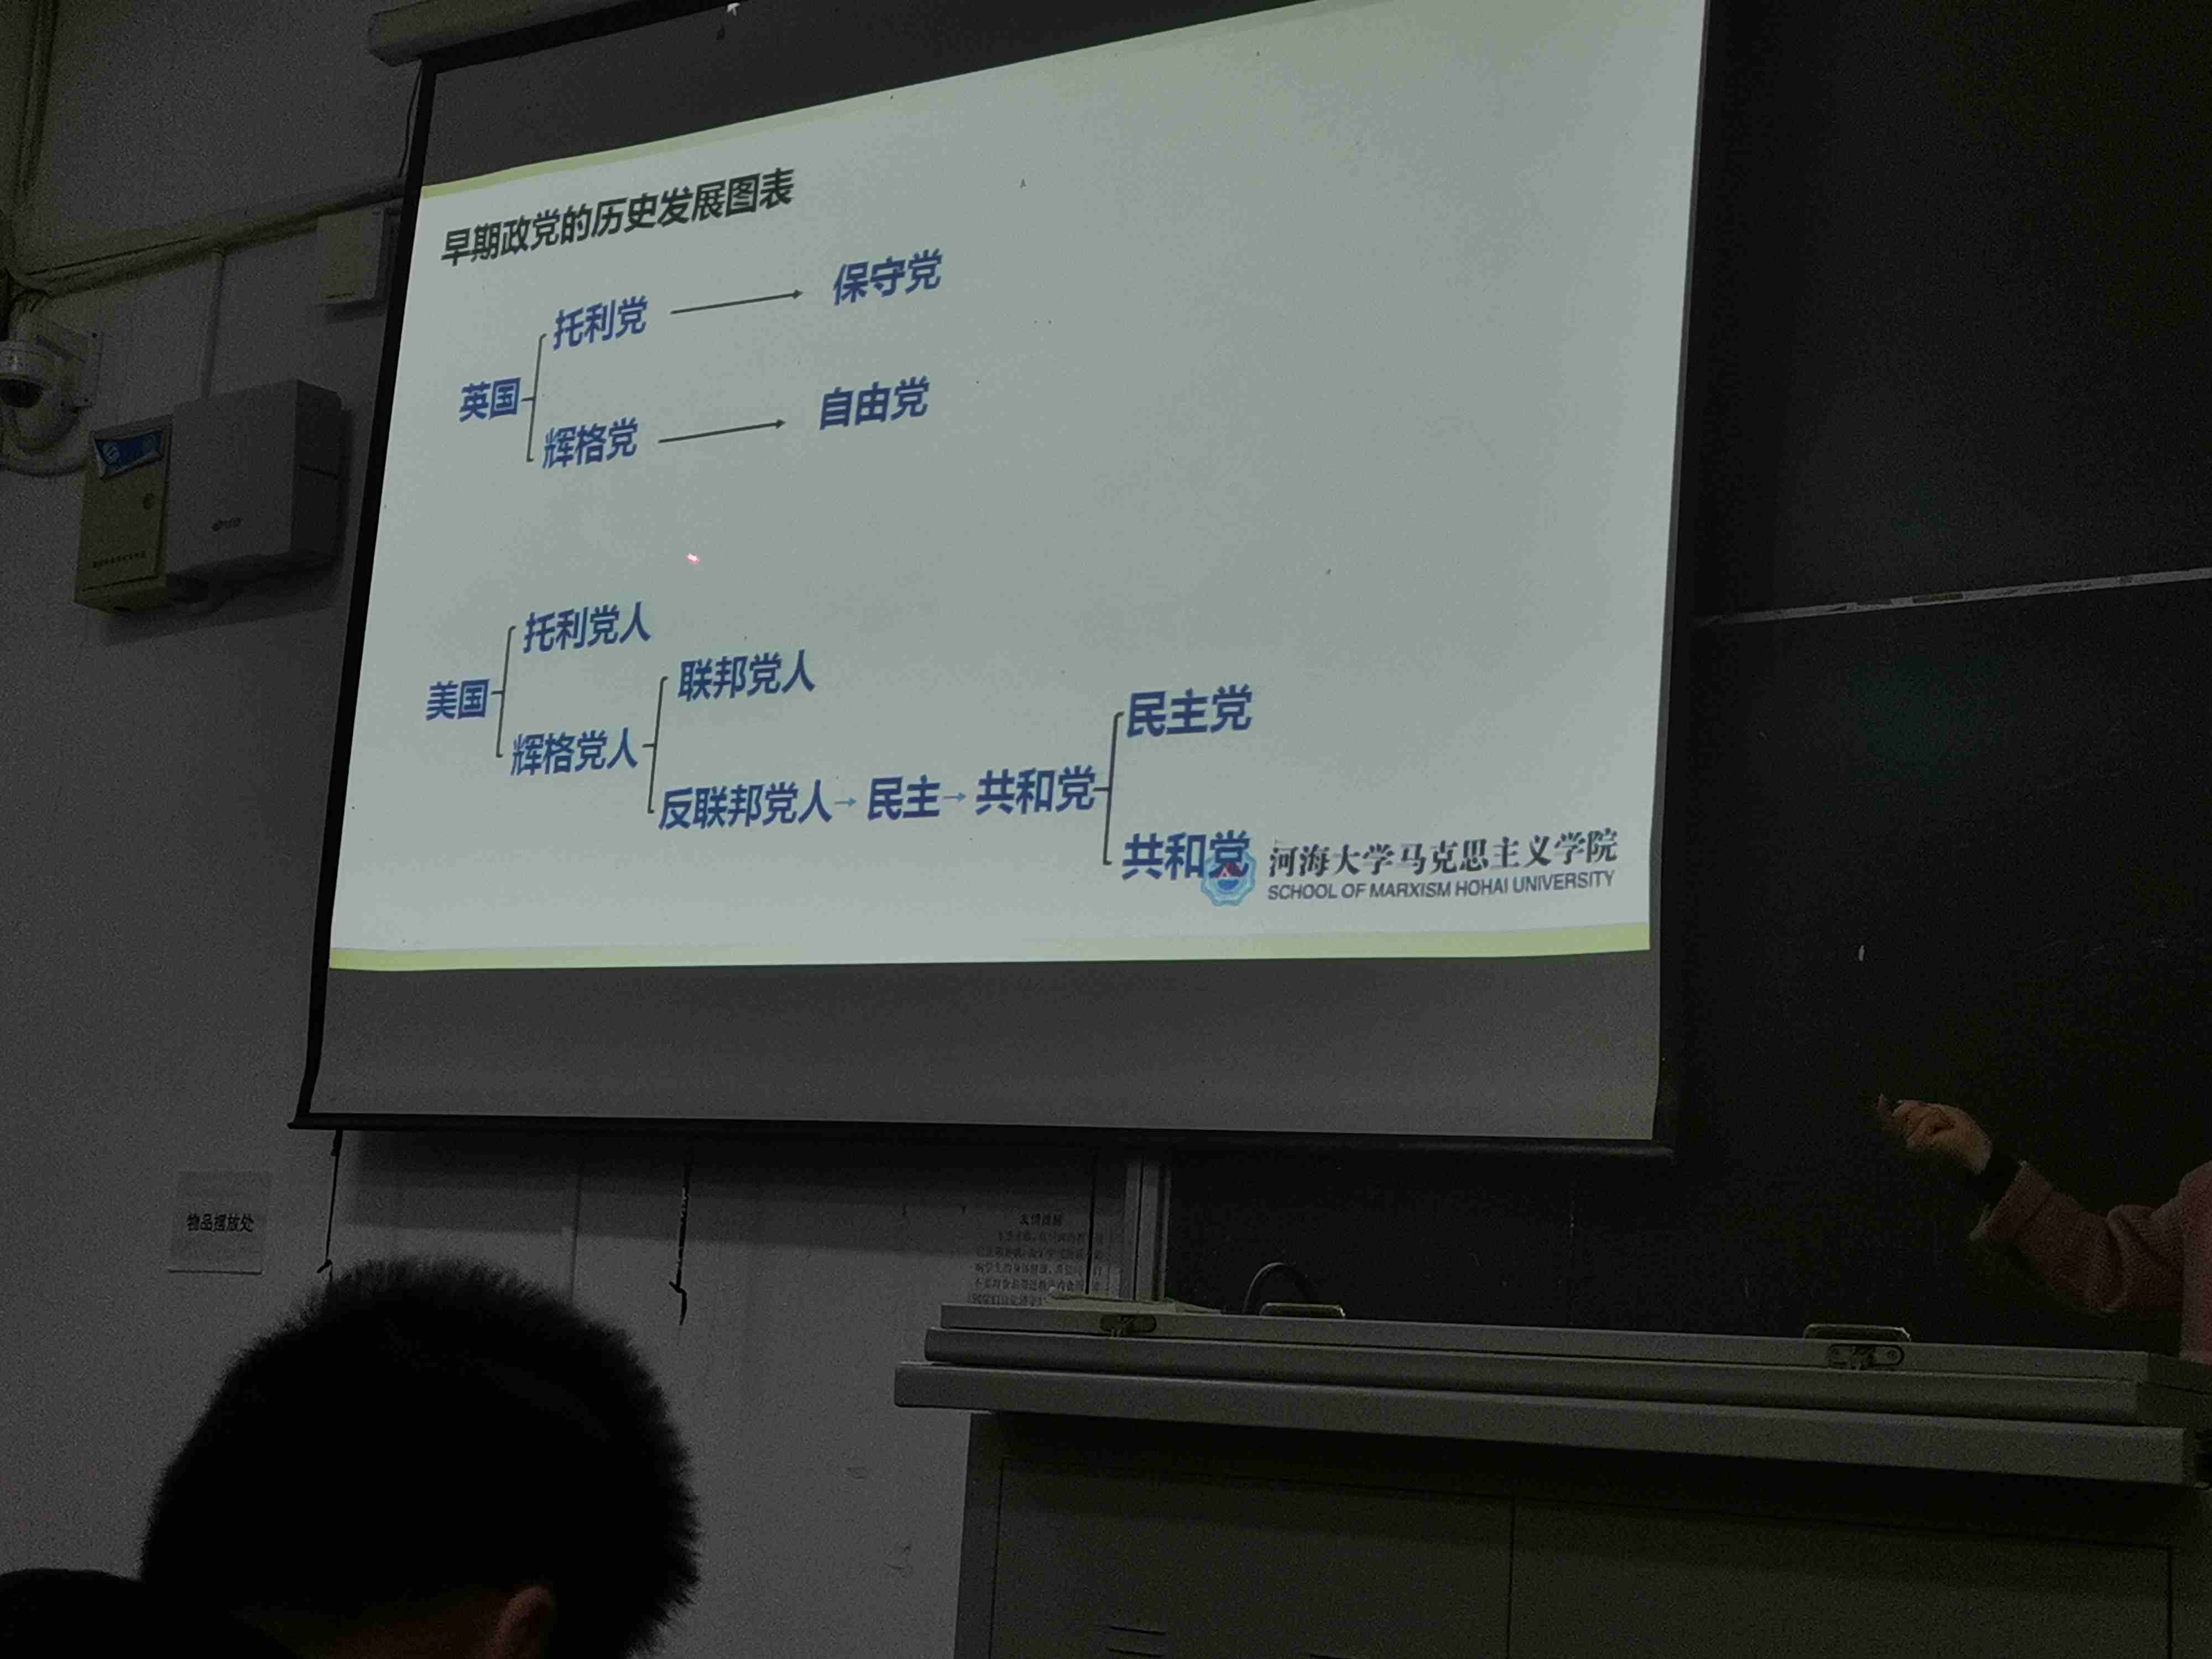 早期政党的历史发展图表
托利党 → 保守党
英国
辉格党 → 自由党
托利党人
美国
联邦党人
辉格党人
民主党
反联邦党人→民主→共和党
共和党
河海大学马克思主义学院
SCHOOL OF MARXISM HOHAI UNIVERSITY
物品摆放处
友情提醒